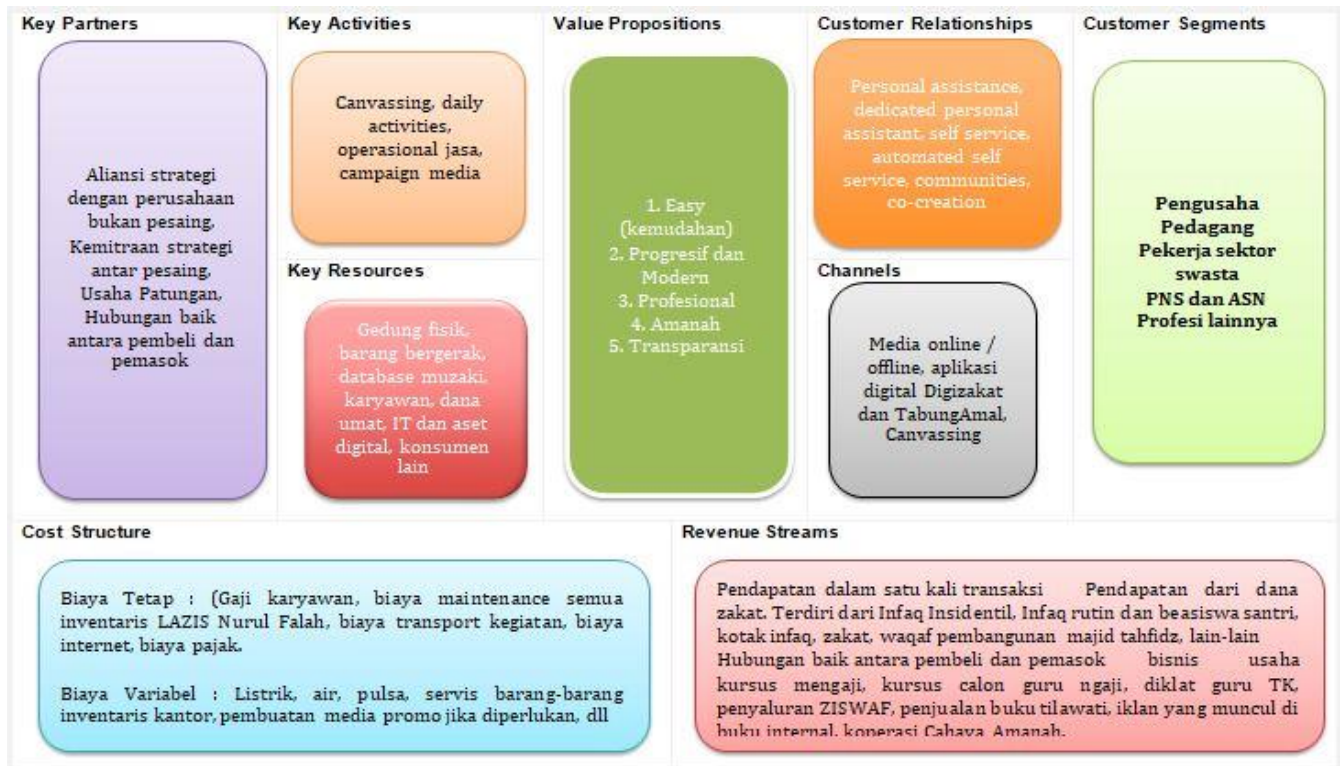 Key Partners
Aliansi strategi
dengan perusahaan
bukan pesaing,
Kemitraan strategi
antar pesaing,
Usaha Patungan,
Hubungan baik
antara pembeli dan
pemasok
Key Activities
Canvassing, daily
activities,
operasional jasa,
campaign media
Key Resources
Gedung fisik,
barang bergerak,
database muzaki,
karyawan, dana
umat, IT dan aset
digital, konsumen
lain
Value Propositions
1. Easy
(kemudahan)
2. Progresif dan
Modern
3. Profesional
4. Amanah
5. Transparansi
Customer Relationships
Personal assistance,
dedicated personal
assistant, self service,
automated self
service, communities,
co-creation
Channels
Media online /
offline, aplikasi
digital Digizakat
dan TabungAmal,
Canvassing
Customer Segments
Pengusaha
Pedagang
Pekerja sektor
swasta
PNS dan ASN
Profesi lainnya
Cost Structure
Biaya Tetap : (Gaji karyawan, biaya maintenance semua
inventaris LAZIS Nurul Falah, biaya transport kegiatan, biaya
internet, biaya pajak.
Biaya Variabel : Listrik, air, pulsa, servis barang-barang
inventaris kantor, pembuatan media promo jika diperlukan, dll
Revenue Streams
Pendapatan dalam satu kali transaksi Pendapatan dari dana
zakat. Terdiri dari Infaq Insidentil, Infaq rutin dan beasiswa santri,
kotak infaq, zakat, waqaf pembangunan majid tahfidz, lain-lain
Hubungan baik antara pembeli dan pemasok bisnis usaha
kursus mengaji, kursus calon guru ngaji, diklat guru TK,
penyaluran ZISWAF, penjualan buku tilawati, iklan yang muncul di
buku internal, koperasi Cahaya Amanah.